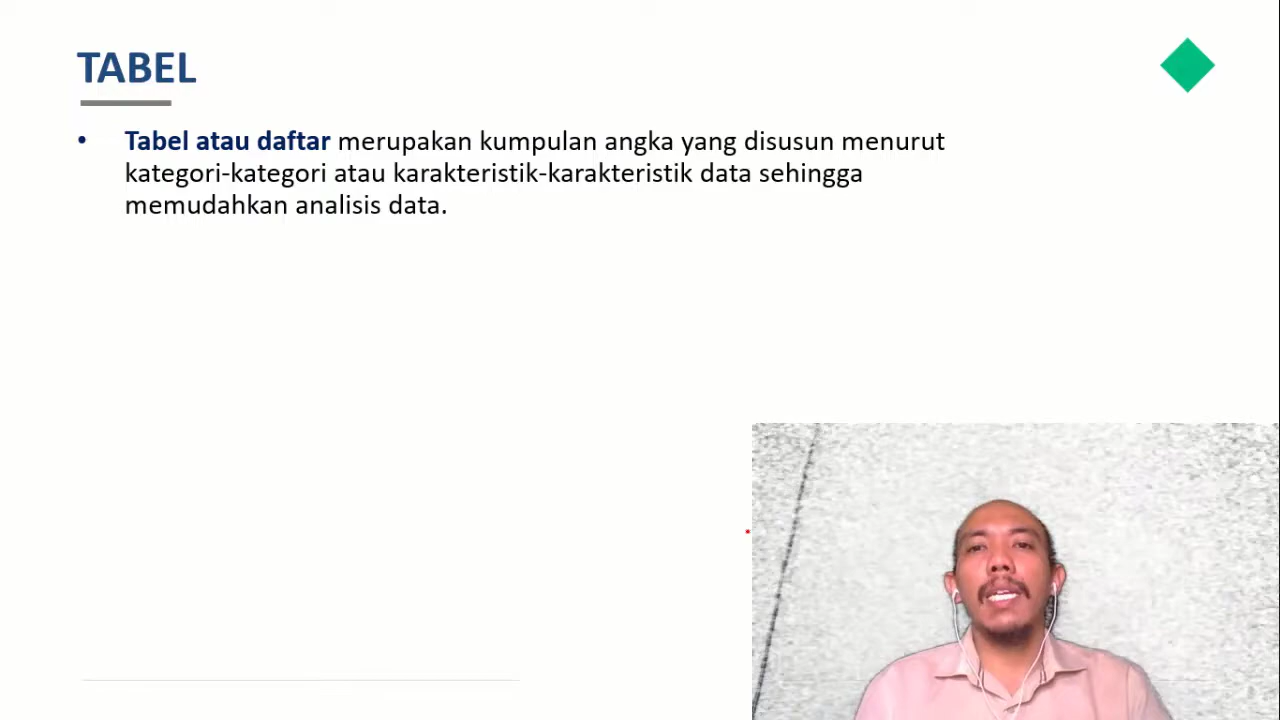 TABEL
• Tabel atau daftar merupakan kumpulan angka yang disusun menurut
kategori-kategori atau karakteristik-karakteristik data sehingga
memudahkan analisis data.